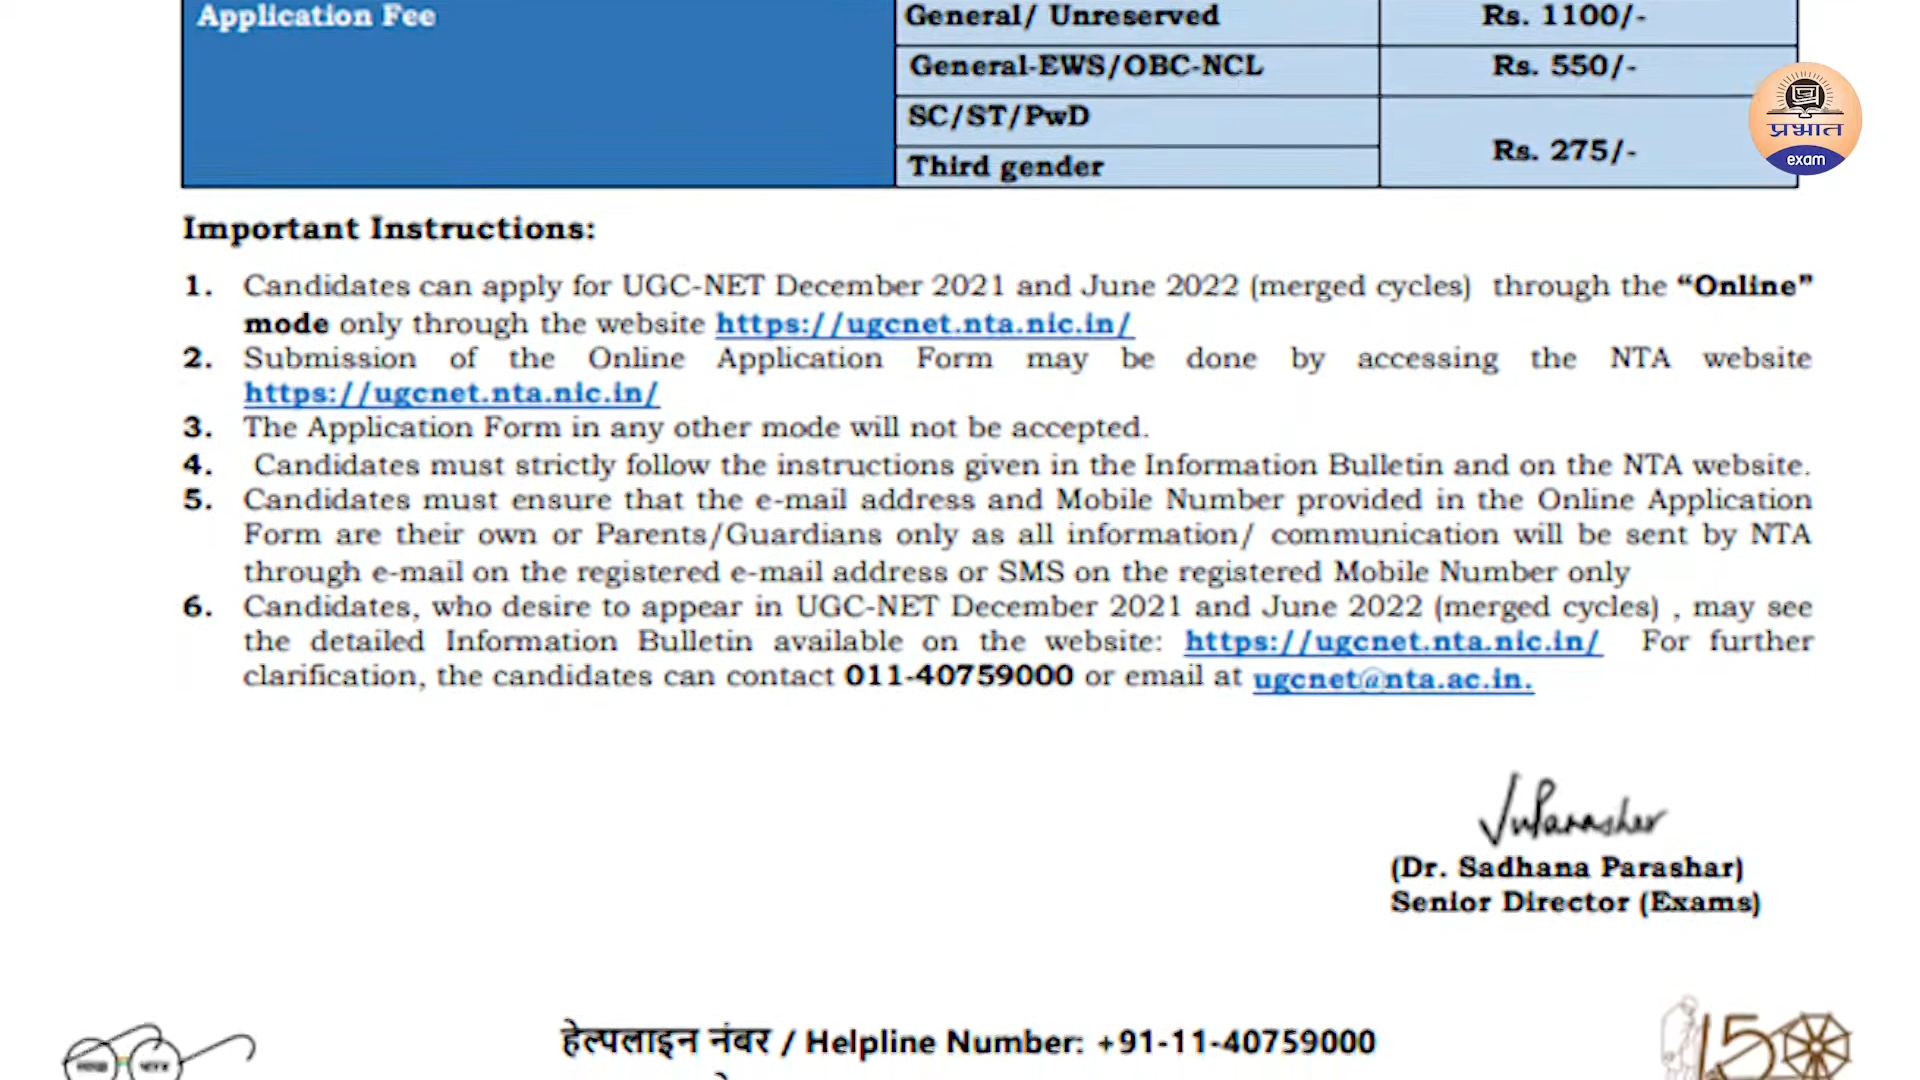 Application Fee
General/ Unreserved
Rs. 1100/-
General-EWS/OBC-NCL
Rs. 550/-
SC/ST/PwD
Rs. 275/-
Third gender
प्रभात
exam
Important Instructions:
1. Candidates can apply for UGC-NET December 2021 and June 2022 (merged cycles) through the “Online”
mode only through the website https://ugcnet.nta.nic.in/
2. Submission of the Online Application Form may be done by accessing the NTA website
https://ugcnet.nta.nic.in/
3. The Application Form in any other mode will not be accepted.
4. Candidates must strictly follow the instructions given in the Information Bulletin and on the NTA website.
5. Candidates must ensure that the e-mail address and Mobile Number provided in the Online Application
Form are their own or Parents/Guardians only as all information/ communication will be sent by NTA
through e-mail on the registered e-mail address or SMS on the registered Mobile Number only
6. Candidates, who desire to appear in UGC-NET December 2021 and June 2022 (merged cycles) , may see
the detailed Information Bulletin available on the website: https://ugcnet.nta.nic.in/ For further
clarification, the candidates can contact 011-40759000 or email at ugcnet@nta.ac.in.
(Dr. Sadhana Parashar)
Senior Director (Exams)
हेल्पलाइन नंबर / Helpline Number: +91-11-40759000
150